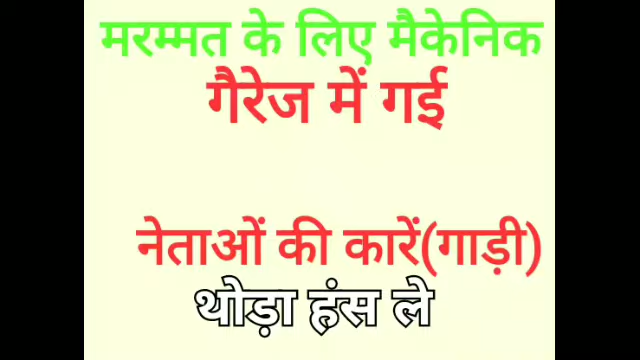 मरम्मत के लिए मैकेनिक
गैरेज में गई
नेताओं की कारें(गाड़ी)
थोड़ा हंस ले